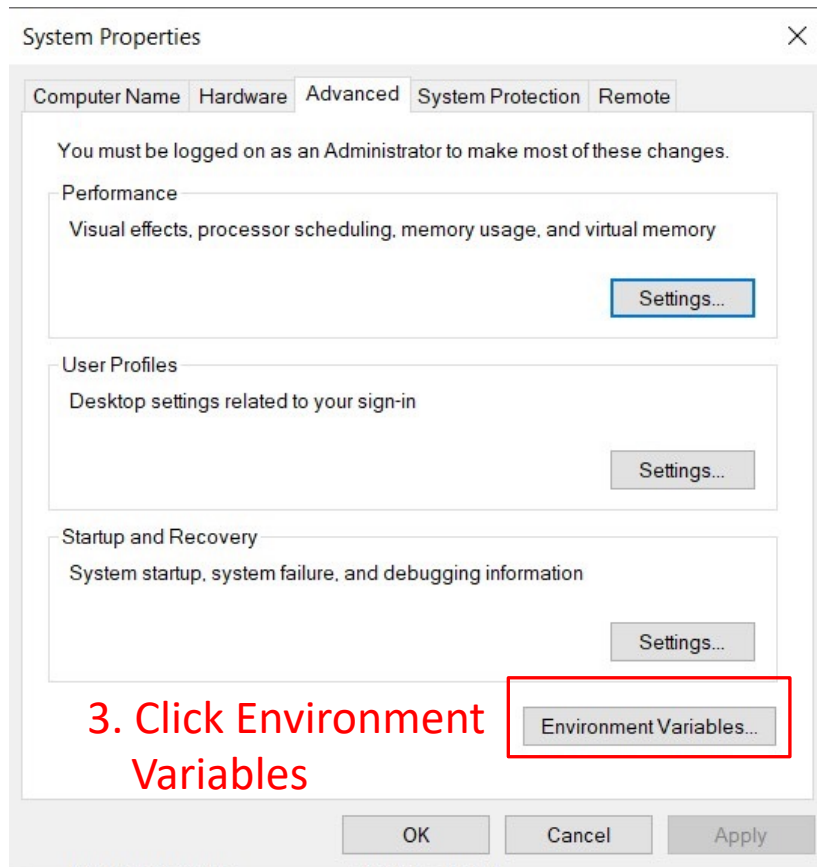 System Properties
Computer Name Hardware Advanced System Protection Remote
You must be logged on as an Administrator to make most of these changes.
Performance
Visual effects, processor scheduling, memory usage, and virtual memory
Settings...
User Profiles
Desktop settings related to your sign-in
Settings...
Startup and Recovery
System startup, system failure, and debugging information
Settings...
3. Click Environment
Variables
Environment Variables...
OK Cancel Apply